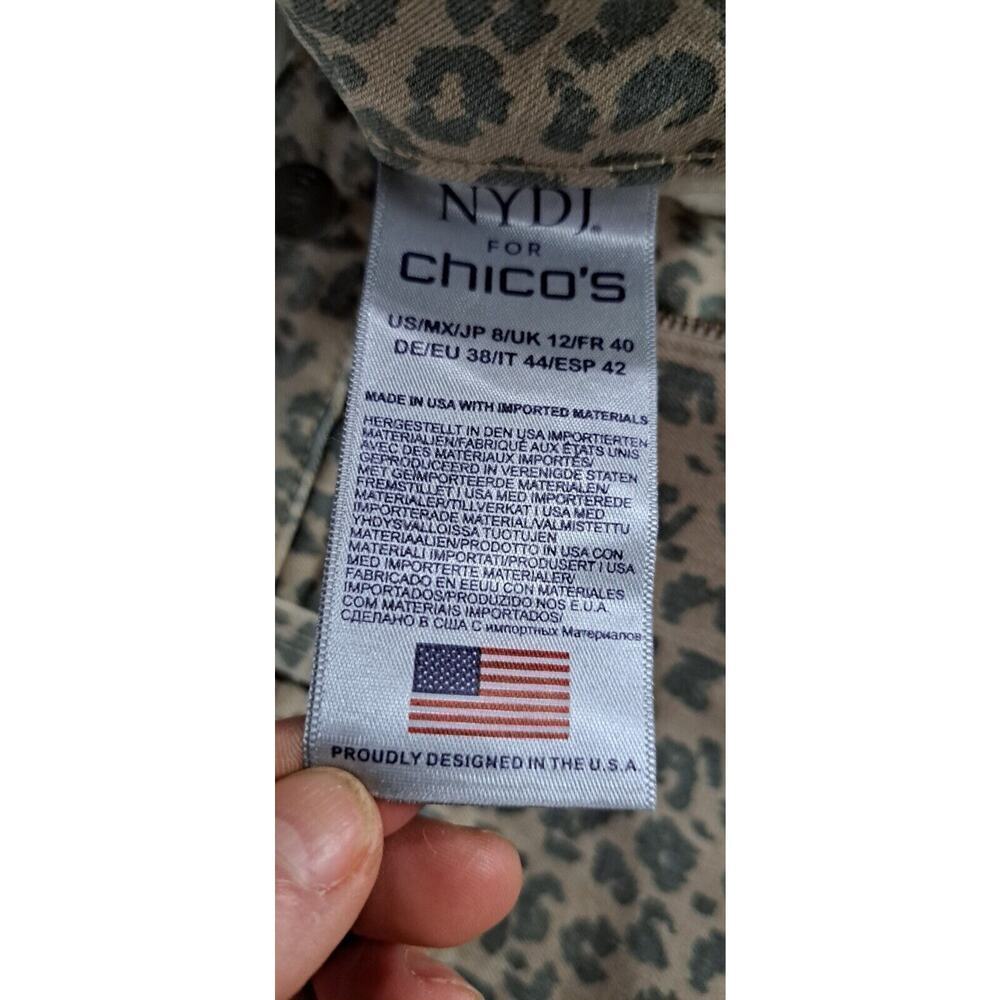 NYDJ.
FOR
chico's
US/MX/JP 8/UK 12/FR 40
DE/EU 38/IT 44/ESP 42
MADE IN USA WITH IMPORTED MATERIALS
HERGESTELLT IN DEN USA IMPORTIERTEN
MATERIALIEN/FABRIQUÉ AUX ÉTATS UNIS
AVEC DES MATÉRIAUX IMPORTÉS/
GEPRODUCEERD IN VERENIGDE STATEN
MET GEÏMPORTEERDE MATERIALEN/
FREMSTILLET I USA MED IMPORTEREDE
MATERIALER/TILLVERKAT I USA MED
IMPORTERADE MATERIAL/VALMISTETTU
YHDYSVALLOISSA TUOTUJEN
MATERIAALIEN/PRODOTTO IN USA CON
MATERIALI IMPORTATI/PRODUSERT I USA
MED IMPORTERTE MATERIALER/
FABRICADO EN EEUU CON MATERIALES
IMPORTADOS/PRODUZIDO NOS E.U.A.
COM MATERIAIS IMPORTADOS/
СДЕЛАНО В США С импортных Материалов
PROUDLY DESIGNED IN THE U.S.A.